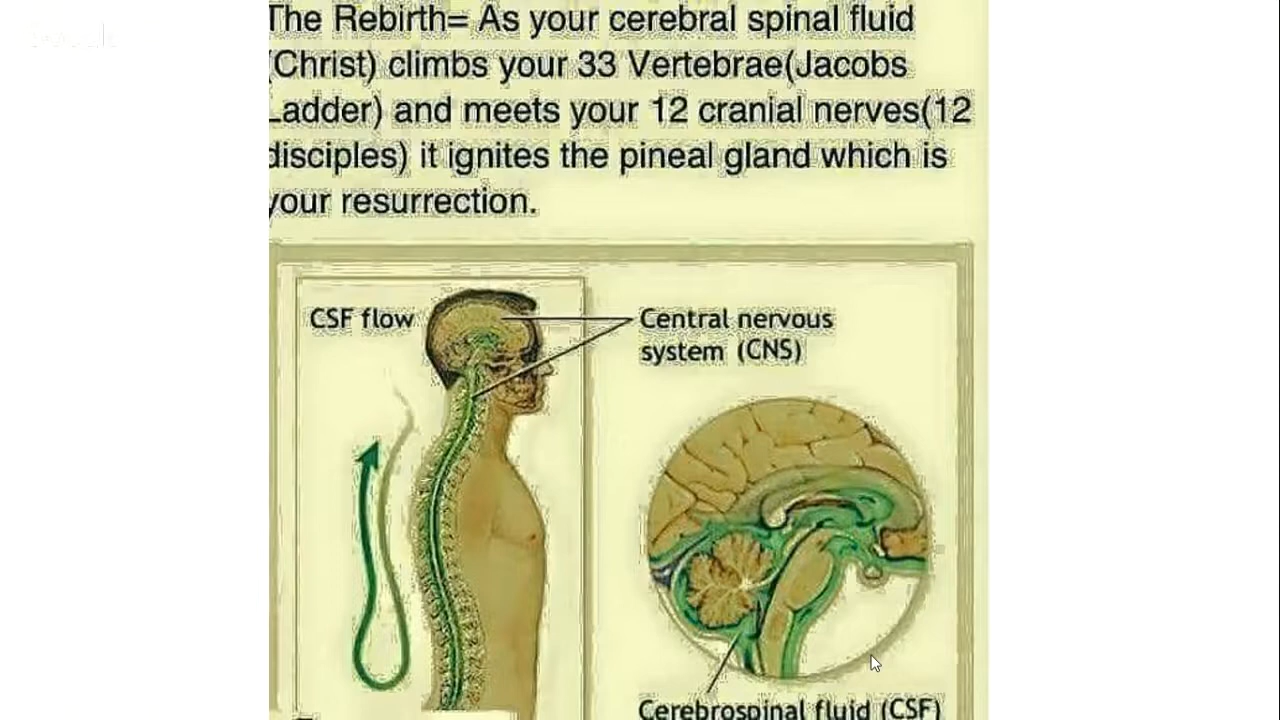 The Rebirth= As your cerebral spinal fluid
(Christ) climbs your 33 Vertebrae(Jacobs
Ladder) and meets your 12 cranial nerves(12
disciples) it ignites the pineal gland which is
your resurrection.
CSF flow
Central nervous
system (CNS)
Cerebrospinal fluid (CSF)